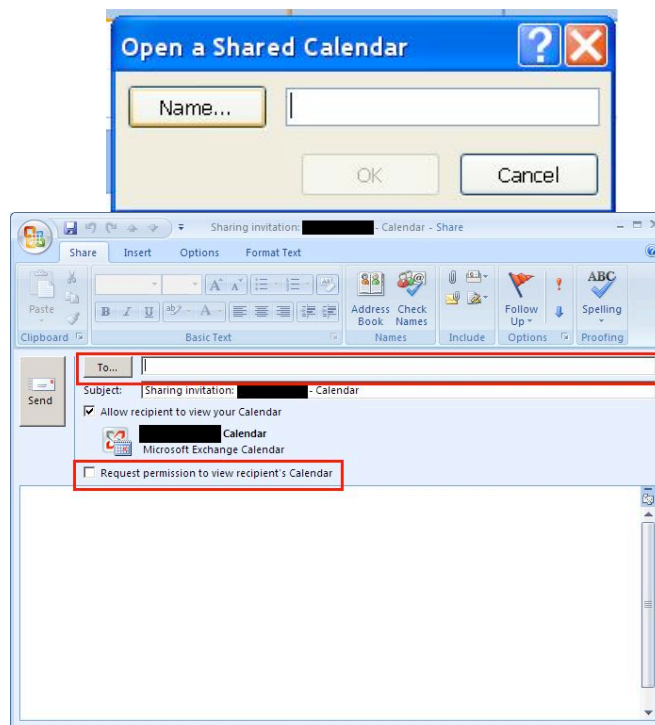 Open a Shared Calendar
Name...
OK Cancel
Sharing invitation: - Calendar - Share
Share Insert Options Format Text
Paste
B I U ab A
Address Book Check Names
Follow Up
ABC Spelling
Clipboard Basic Text Names Include Options Proofing
To...
Send
Subject: Sharing invitation: - Calendar
Allow recipient to view your Calendar
Calendar
Microsoft Exchange Calendar
Request permission to view recipient's Calendar